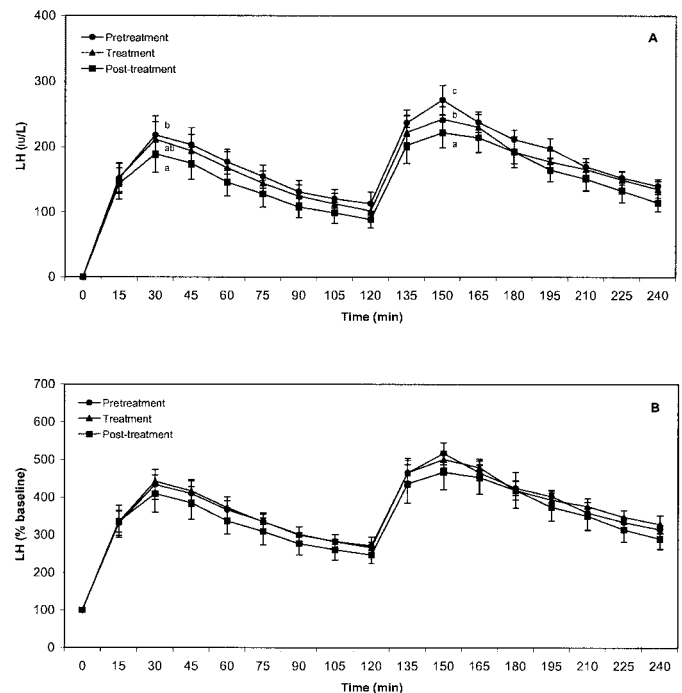 400
300
200
100
0
LH (IU/L)
Pretreatment
Treatment
Post-treatment
A
b
ab
a
c
b
a
0 15 30 45 60 75 90 105 120 135 150 165 180 195 210 225 240
Time (min)
700
600
500
400
300
200
100
0
LH (% baseline)
Pretreatment
Treatment
Post-treatment
B
0 15 30 45 60 75 90 105 120 135 150 165 180 195 210 225 240
Time (min)